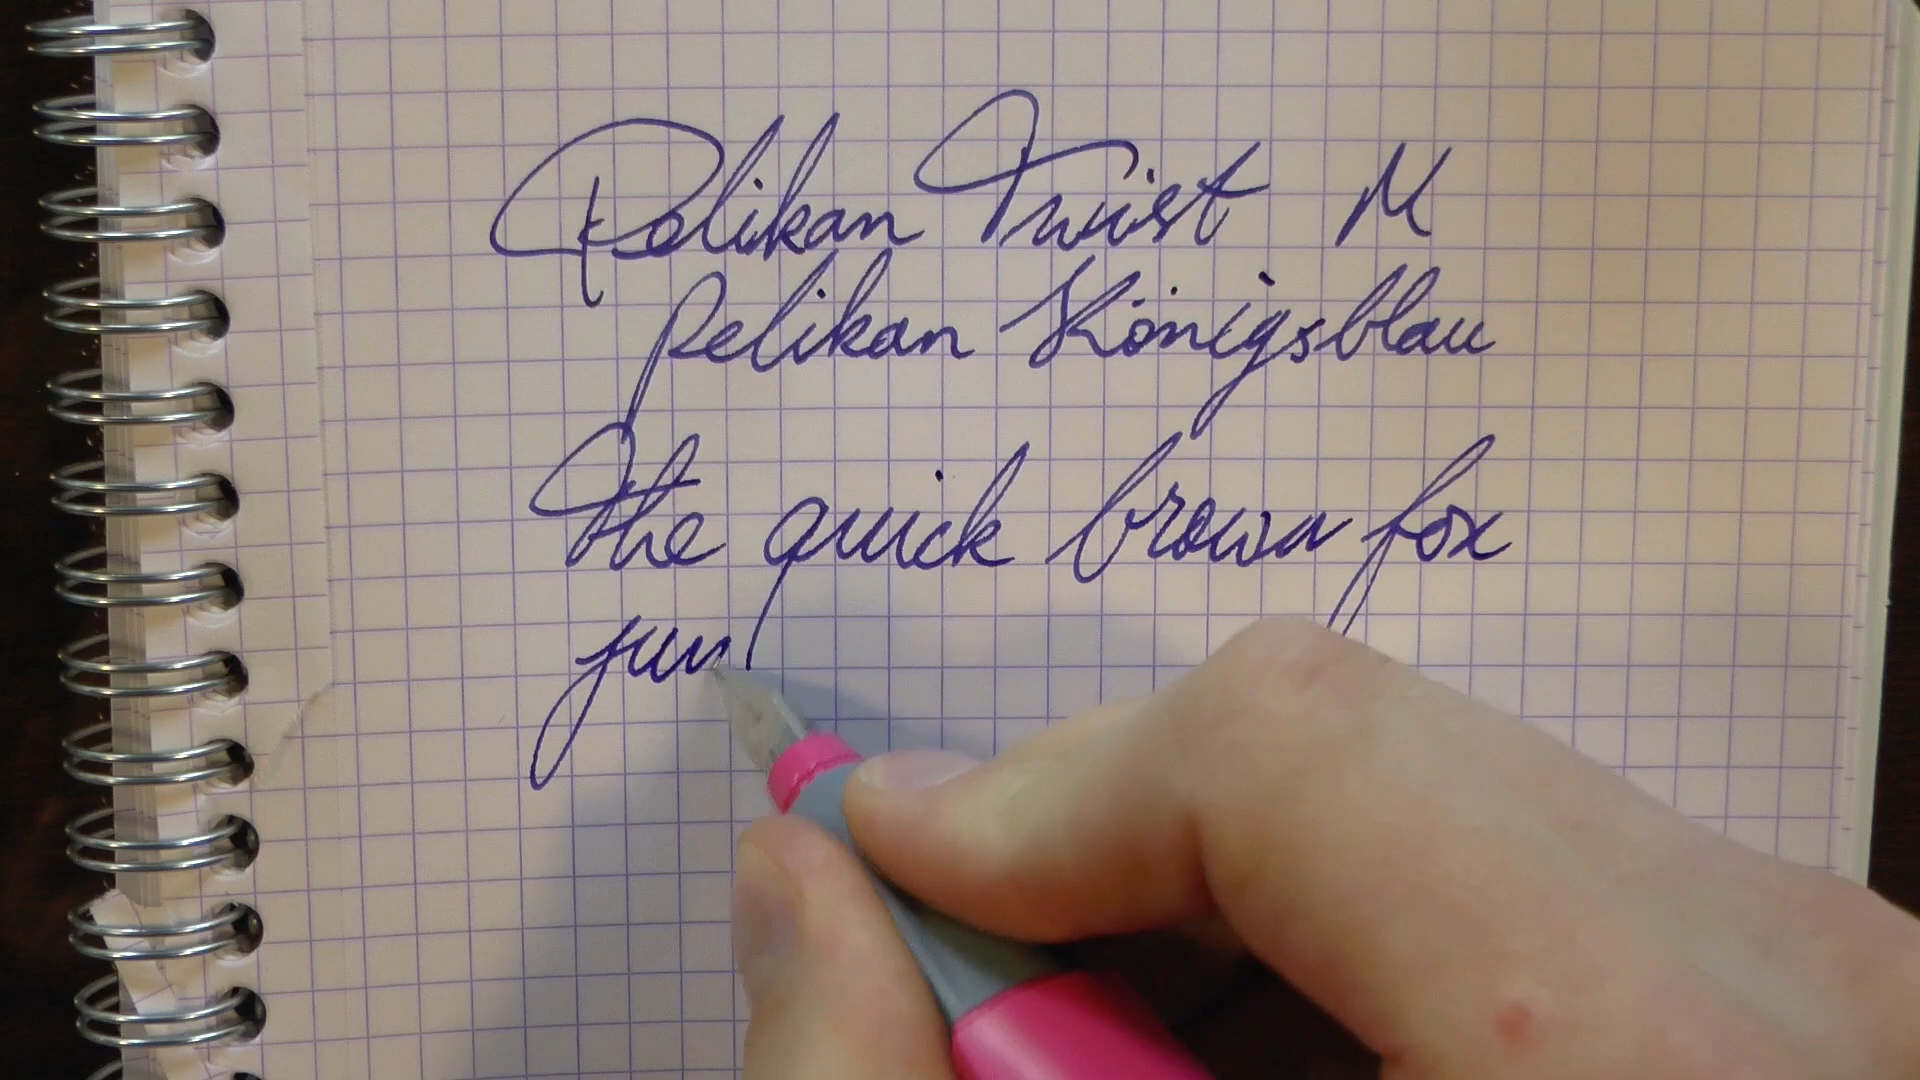 Pelikan Twist M
Pelikan Königsblau
The quick brown fox
jum